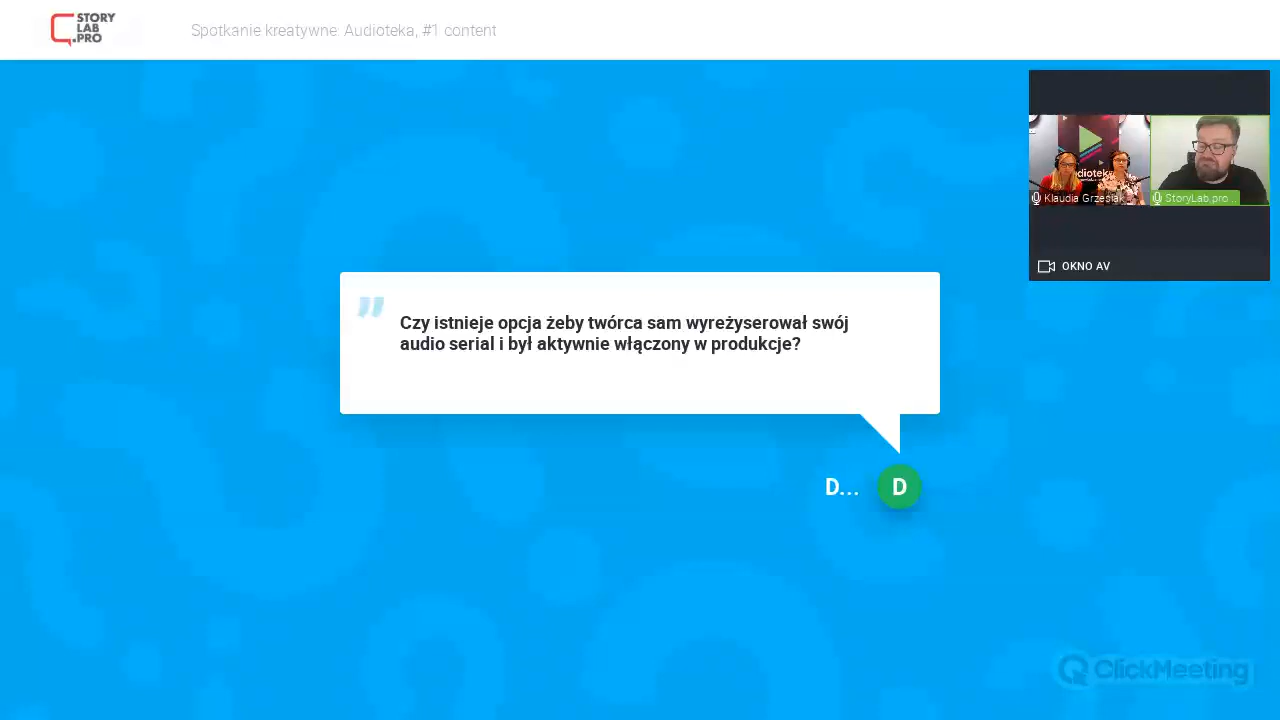 STORY
LAB
.PRO
Spotkanie kreatywne: Audioteka, #1 content
Klaudia Grzesiak
StoryLab.pro ...
OKNO AV
Czy istnieje opcja żeby twórca sam wyreżyserował swój
audio serial i był aktywnie włączony w produkcje?
D... D
ClickMeeting